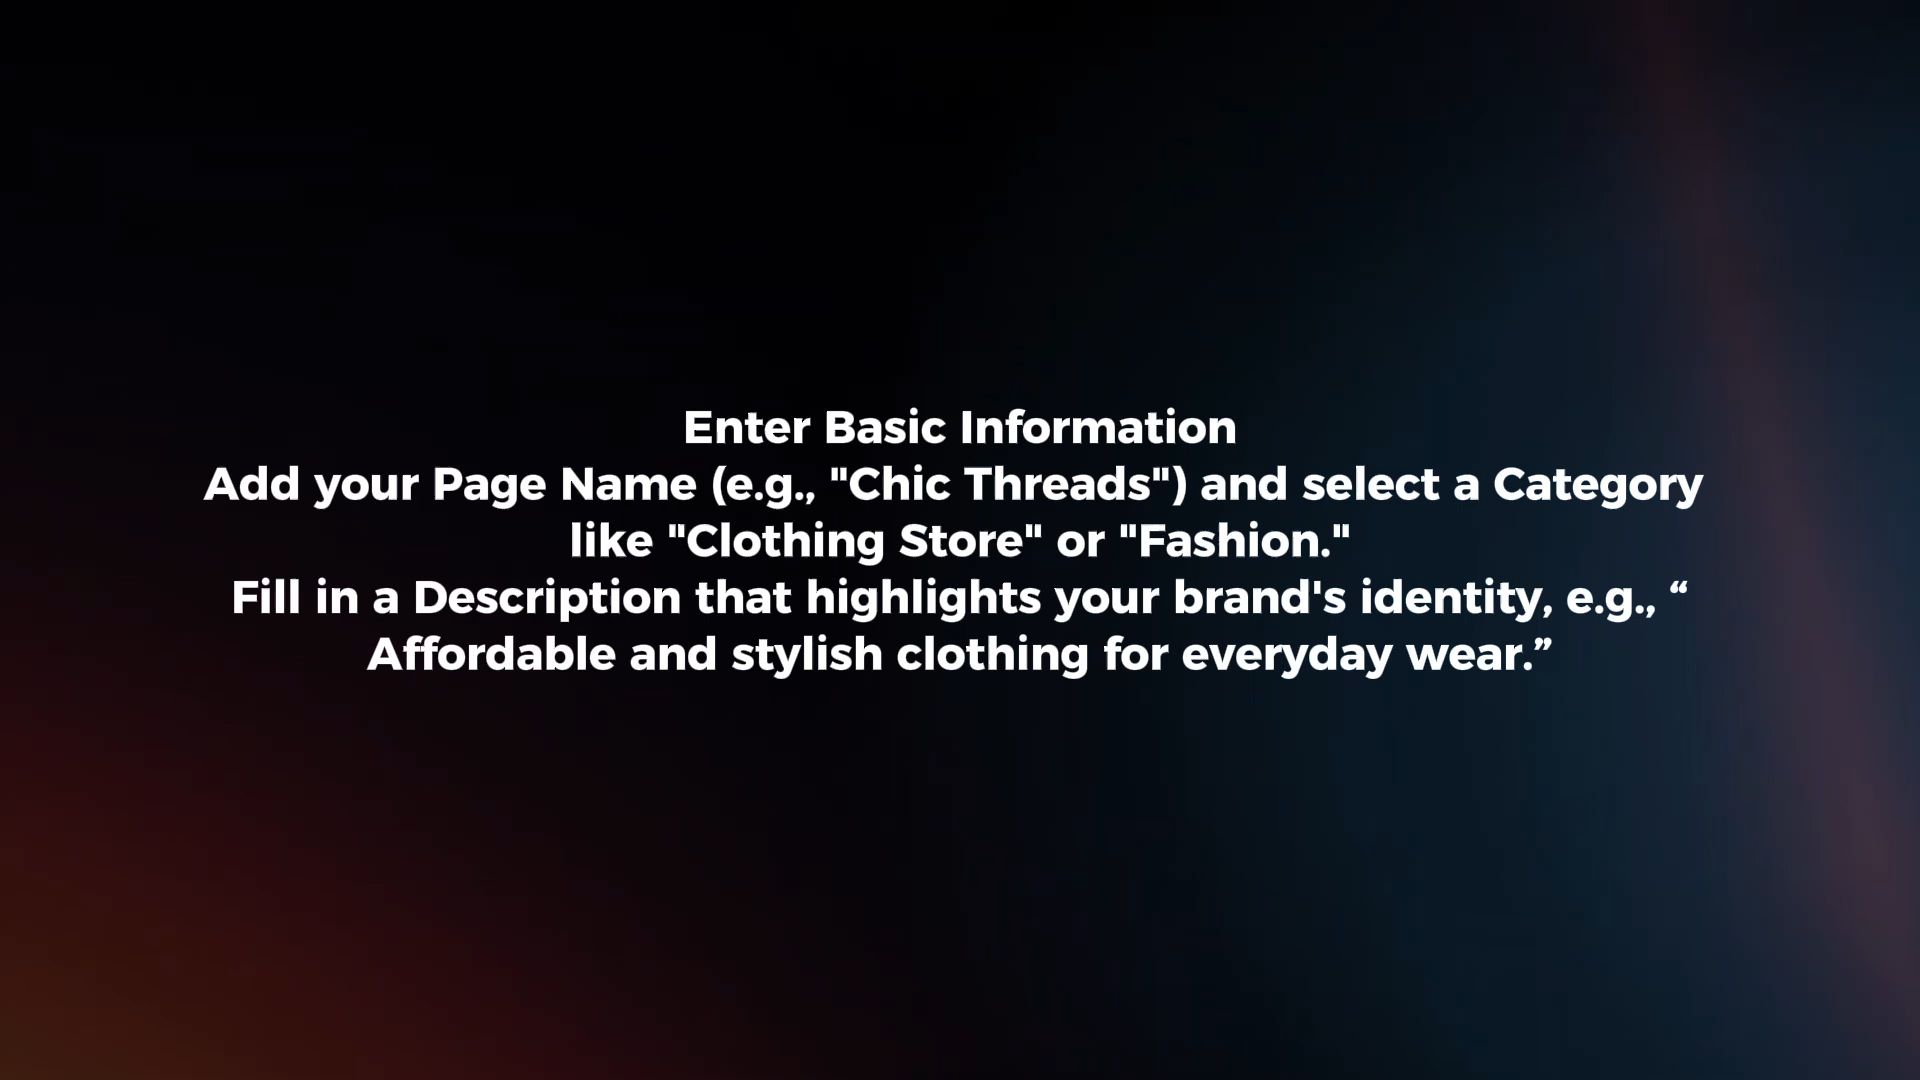 Enter Basic Information
Add your Page Name (e.g., "Chic Threads") and select a Category
like "Clothing Store" or "Fashion."
Fill in a Description that highlights your brand's identity, e.g., “
Affordable and stylish clothing for everyday wear.”